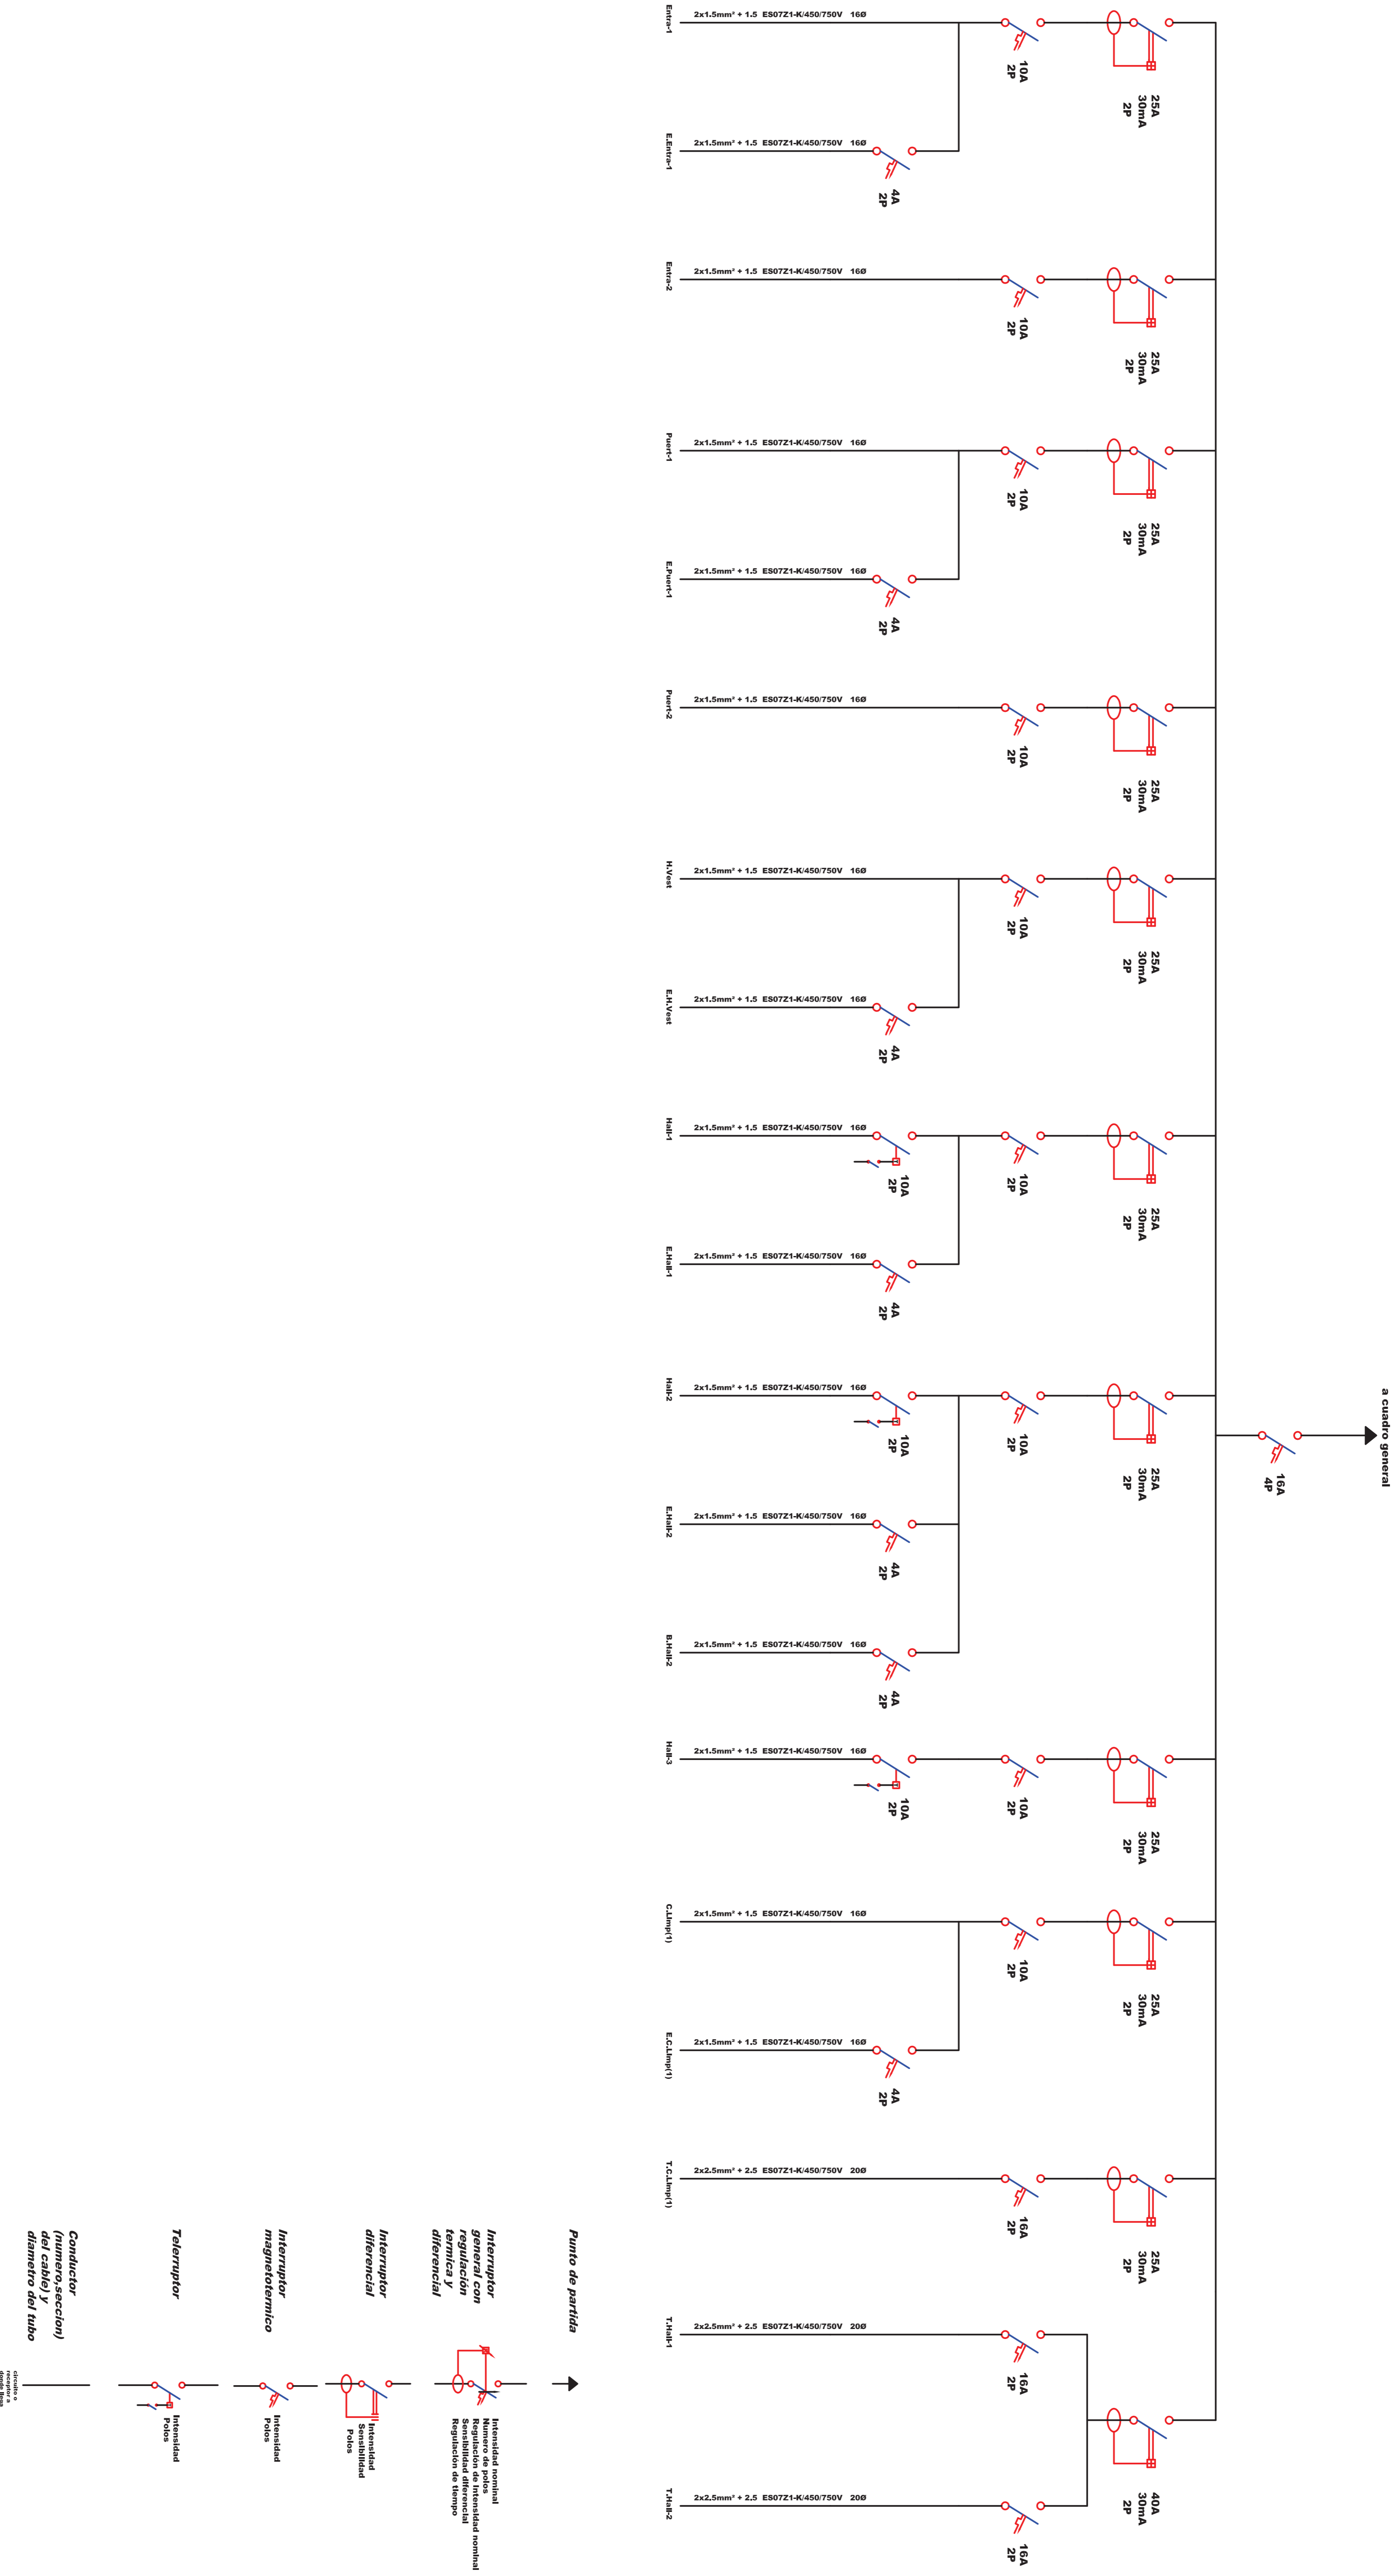 a cuadro general
16A
4P
25A
30mA
2P
10A
2P
2x1.5mm² + 1.5 ES07Z1-K/450/750V 16Ø
Entra-1
4A
2P
2x1.5mm² + 1.5 ES07Z1-K/450/750V 16Ø
E.Entra-1
25A
30mA
2P
10A
2P
2x1.5mm² + 1.5 ES07Z1-K/450/750V 16Ø
Entra-2
25A
30mA
2P
10A
2P
2x1.5mm² + 1.5 ES07Z1-K/450/750V 16Ø
Puert-1
4A
2P
2x1.5mm² + 1.5 ES07Z1-K/450/750V 16Ø
E.Puert-1
25A
30mA
2P
10A
2P
2x1.5mm² + 1.5 ES07Z1-K/450/750V 16Ø
Puert-2
25A
30mA
2P
10A
2P
2x1.5mm² + 1.5 ES07Z1-K/450/750V 16Ø
H.Vest
4A
2P
2x1.5mm² + 1.5 ES07Z1-K/450/750V 16Ø
E.H.Vest
25A
30mA
2P
10A
2P
10A
2P
2x1.5mm² + 1.5 ES07Z1-K/450/750V 16Ø
Hall-1
4A
2P
2x1.5mm² + 1.5 ES07Z1-K/450/750V 16Ø
E.Hall-1
25A
30mA
2P
10A
2P
10A
2P
2x1.5mm² + 1.5 ES07Z1-K/450/750V 16Ø
Hall-2
4A
2P
2x1.5mm² + 1.5 ES07Z1-K/450/750V 16Ø
E.Hall-2
4A
2P
2x1.5mm² + 1.5 ES07Z1-K/450/750V 16Ø
B.Hall-2
25A
30mA
2P
10A
2P
10A
2P
2x1.5mm² + 1.5 ES07Z1-K/450/750V 16Ø
Hall-3
25A
30mA
2P
10A
2P
2x1.5mm² + 1.5 ES07Z1-K/450/750V 16Ø
C.Limp(1)
4A
2P
2x1.5mm² + 1.5 ES07Z1-K/450/750V 16Ø
E.C.Limp(1)
25A
30mA
2P
16A
2P
2x2.5mm² + 2.5 ES07Z1-K/450/750V 20Ø
T.C.Limp(1)
40A
30mA
2P
16A
2P
2x2.5mm² + 2.5 ES07Z1-K/450/750V 20Ø
T.Hall-1
16A
2P
2x2.5mm² + 2.5 ES07Z1-K/450/750V 20Ø
T.Hall-2
Punto de partida
Interruptor
general con
regulación
termica y
diferencial
Intensidad nominal
Numero de polos
Regulación de intensidad nominal
Sensibilidad diferencial
Regulación de tiempo
Interruptor
diferencial
Intensidad
Sensibilidad
Polos
Interruptor
magnetotermico
Intensidad
Polos
Telerruptor
Intensidad
Polos
Conductor
(numero,seccion)
del cable) y
diametro del tubo
circuito o
receptor a
donde llega